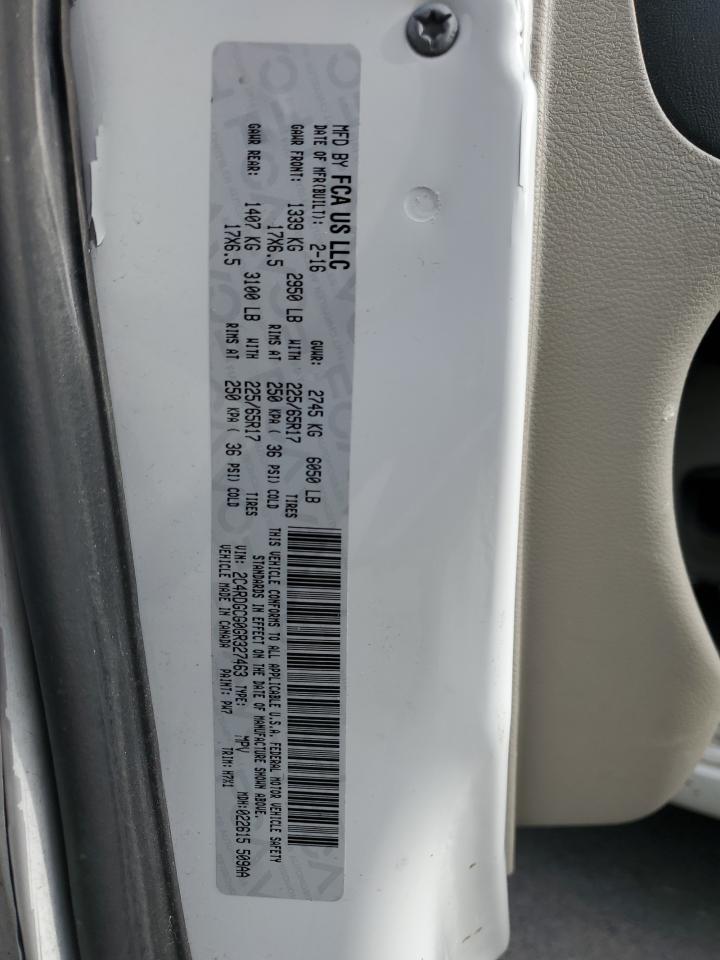 MFD BY FCA US LLC
DATE OF MFR(BUILT): 2-16 GVWR: 2745 KG 6050 LB
GAWR FRONT: 1339 KG 2950 LB WITH 225/65R17 TIRES
17X6.5 RIMS AT 250 KPA ( 36 PSI) COLD
GAWR REAR: 1407 KG 3100 LB WITH 225/65R17 TIRES
17X6.5 RIMS AT 250 KPA ( 36 PSI) COLD
THIS VEHICLE CONFORMS TO ALL APPLICABLE U.S.A. FEDERAL MOTOR VEHICLE SAFETY
STANDARDS IN EFFECT ON THE DATE OF MANUFACTURE SHOWN ABOVE.
VIN: 2C4RDGCG0GR327463 TYPE: MPV MDH:022615 509AA
VEHICLE MADE IN CANADA PAINT: PW7 TRIM: H7X1